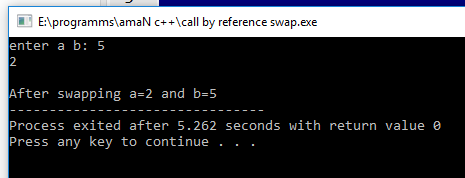 E:\programms\amaN c++\call by reference swap.exe
enter a b: 5
2
After swapping a=2 and b=5
--------------------------------
Process exited after 5.262 seconds with return value 0
Press any key to continue . . .